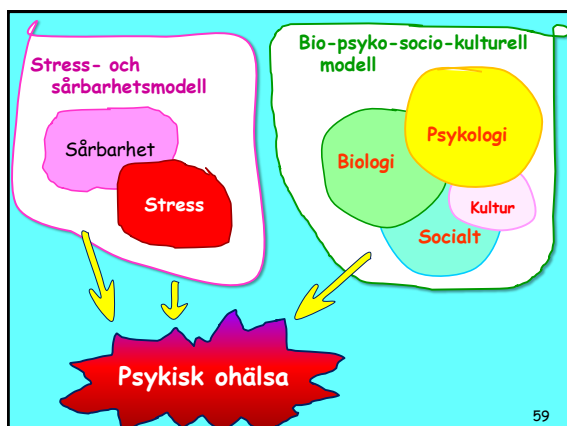 Stress- och
sårbarhetsmodell
Sårbarhet
Stress
Bio-psyko-socio-kulturell
modell
Psykologi
Biologi
Kultur
Socialt
Psykisk ohälsa
59